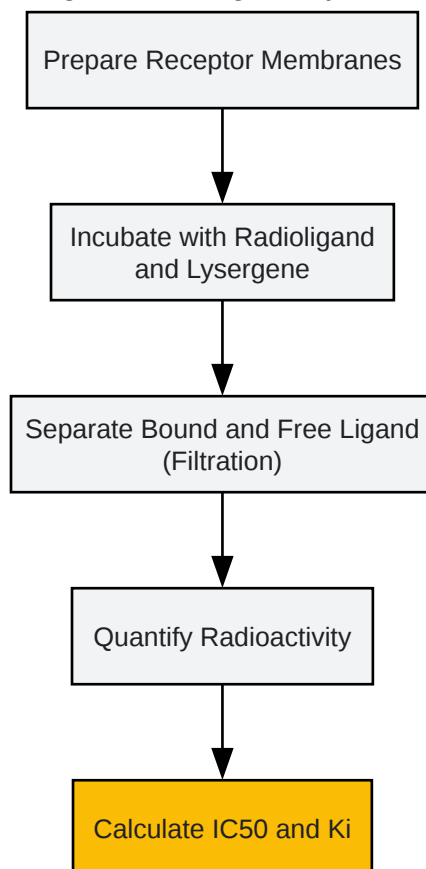 Prepare Receptor Membranes
Incubate with Radioligand
and Lysergene
Separate Bound and Free Ligand
(Filtration)
Quantify Radioactivity
Calculate IC50 and Ki